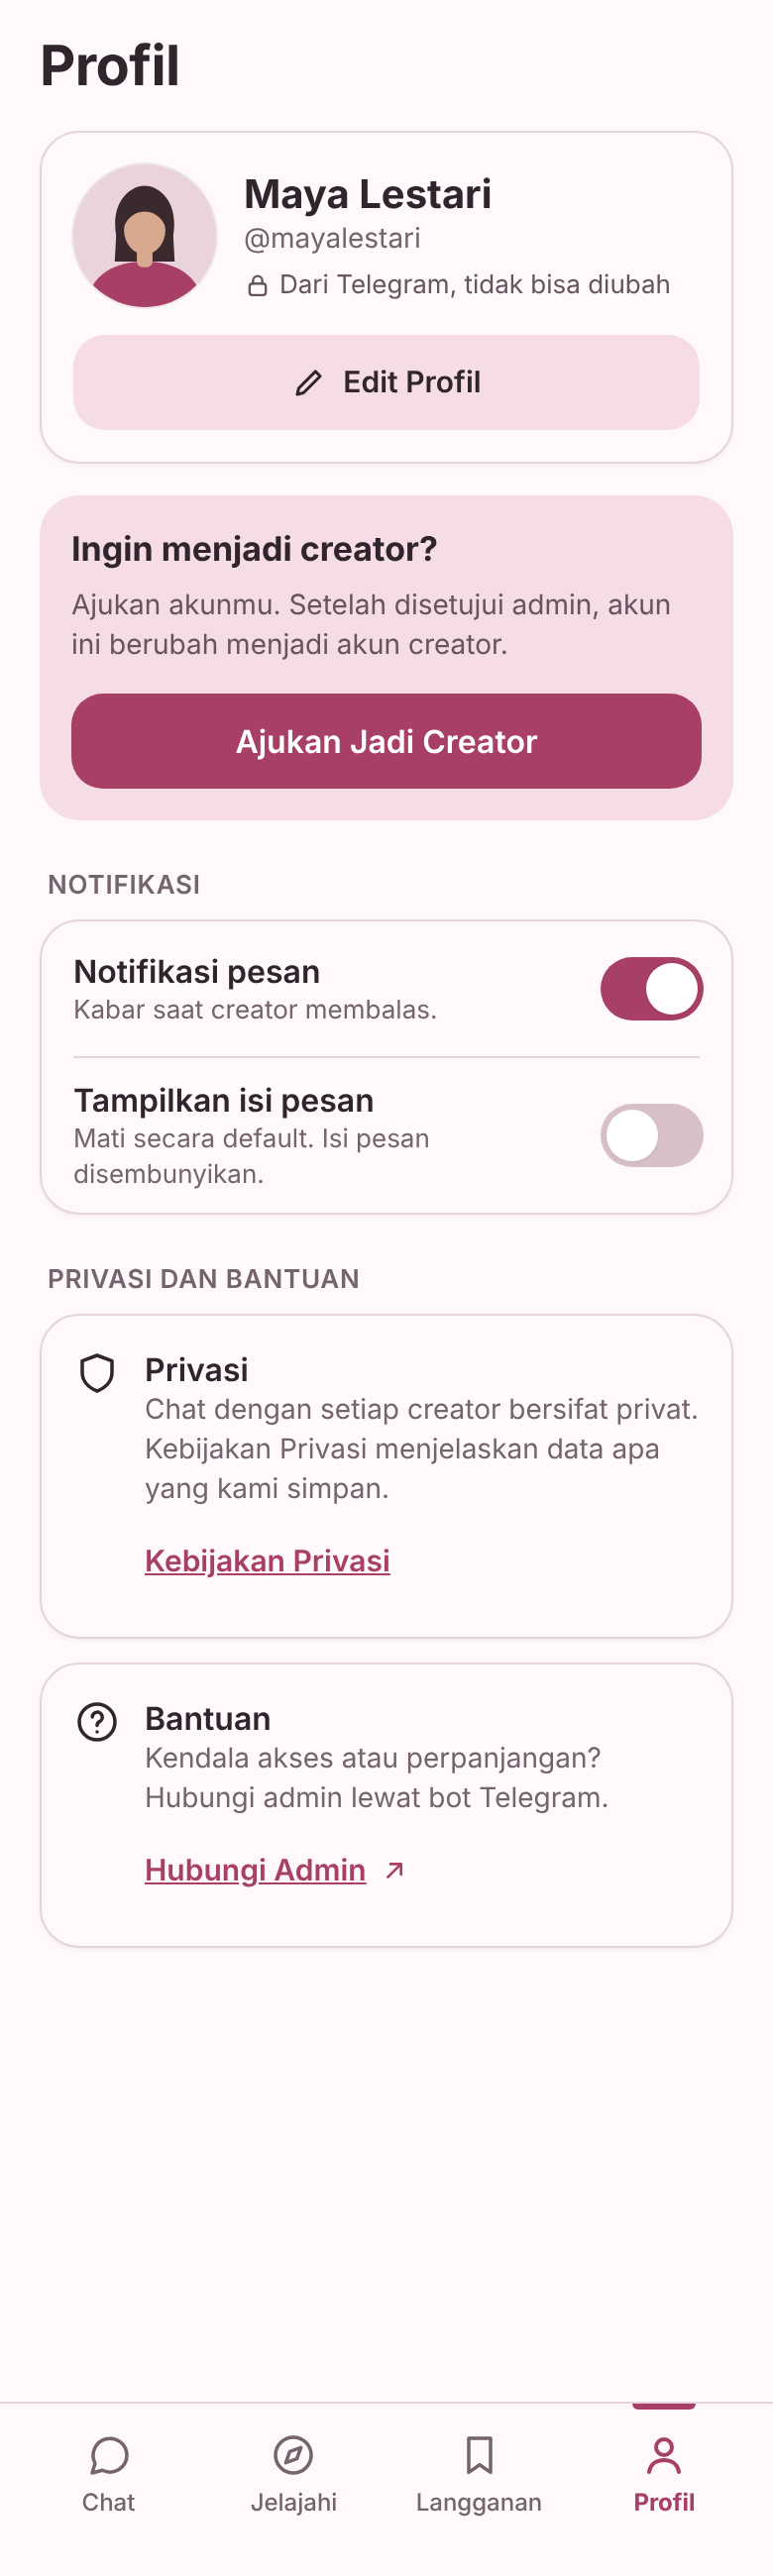 Profil
Maya Lestari
@mayalestari
Dari Telegram, tidak bisa diubah
Edit Profil
Ingin menjadi creator?
Ajukan akunmu. Setelah disetujui admin, akun
ini berubah menjadi akun creator.
Ajukan Jadi Creator
NOTIFIKASI
Notifikasi pesan
Kabar saat creator membalas.
Tampilkan isi pesan
Mati secara default. Isi pesan
disembunyikan.
PRIVASI DAN BANTUAN
Privasi
Chat dengan setiap creator bersifat privat.
Kebijakan Privasi menjelaskan data apa
yang kami simpan.
Kebijakan Privasi
Bantuan
Kendala akses atau perpanjangan?
Hubungi admin lewat bot Telegram.
Hubungi Admin
Chat
Jelajahi
Langganan
Profil